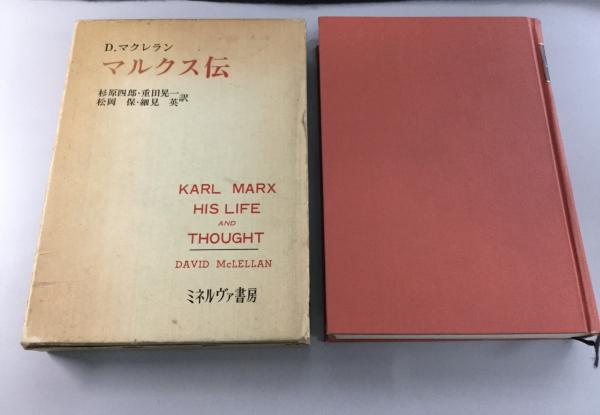 D.マクレラン
マルクス伝
杉原四郎・重田晃一
松岡 保・細見 英訳
KARL MARX
HIS LIFE
AND
THOUGHT
DAVID McLELLAN
ミネルヴァ書房